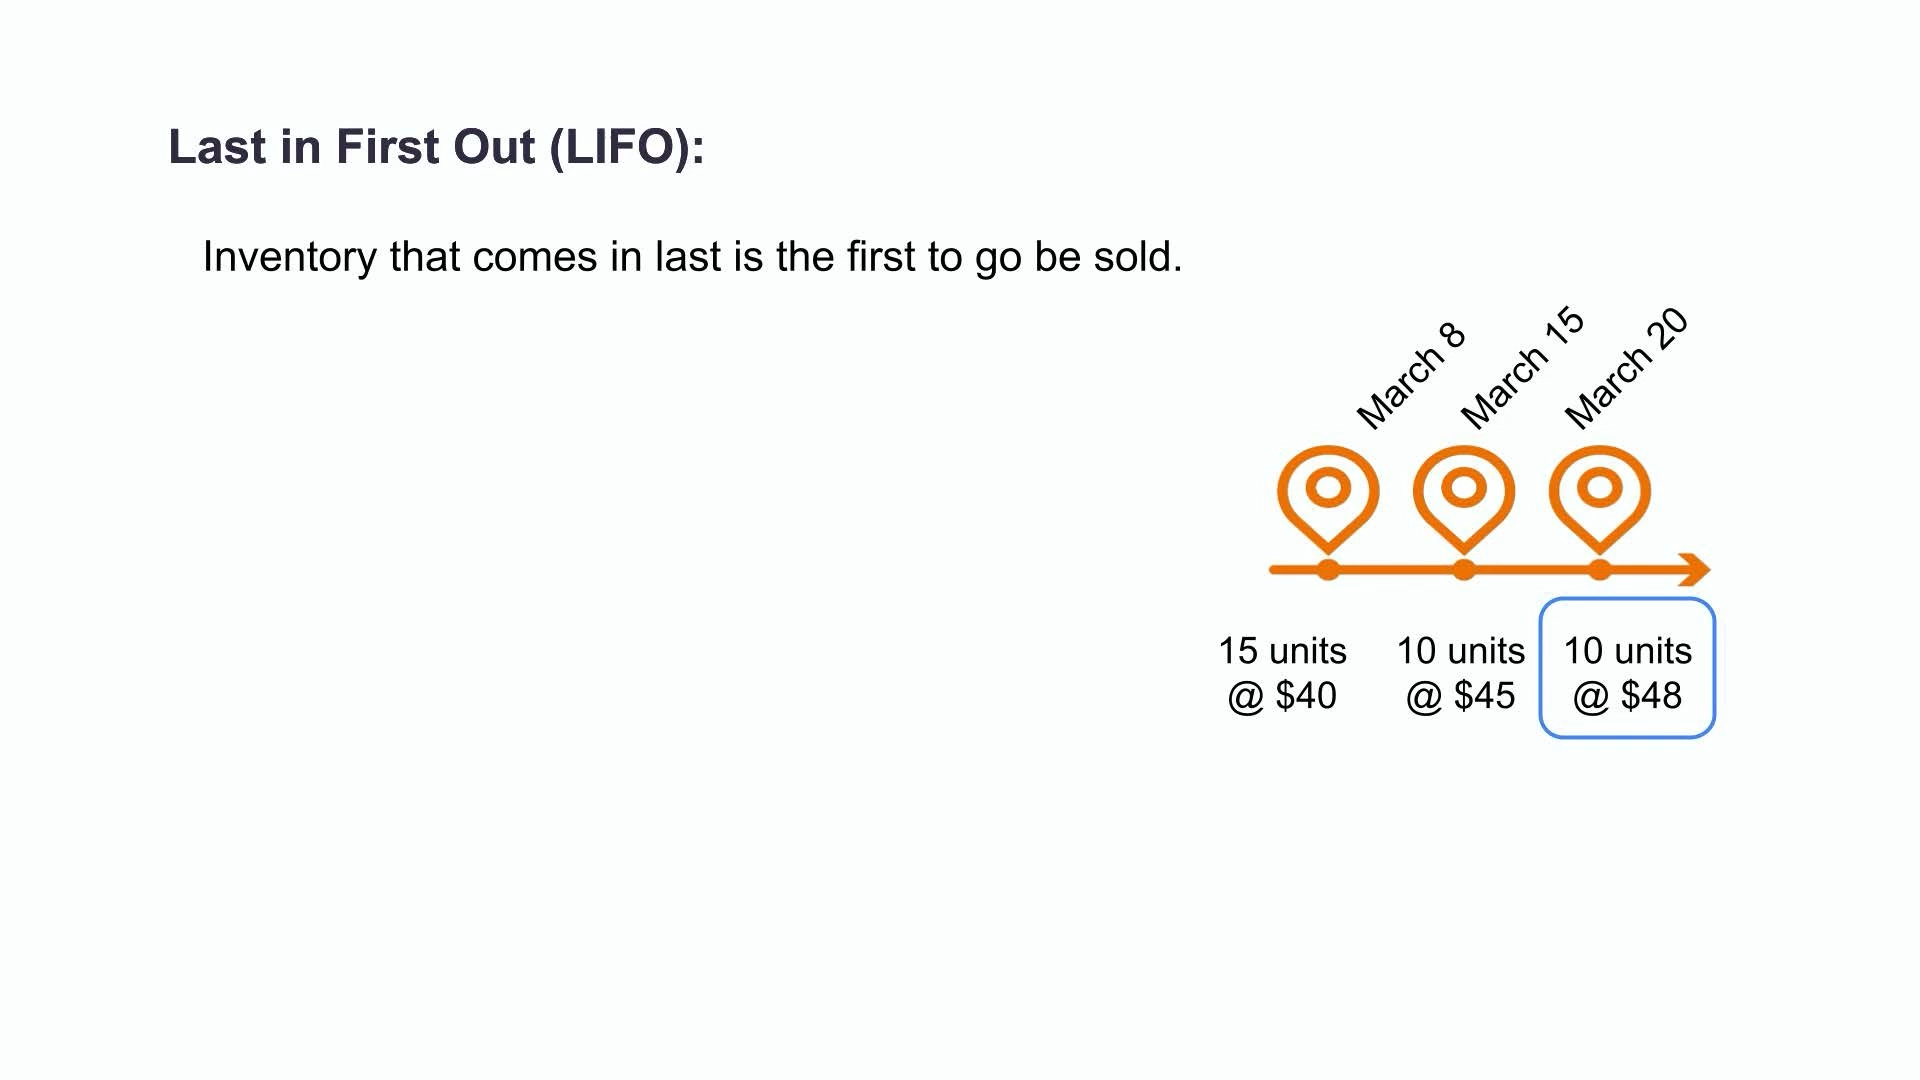 Last in First Out (LIFO):
Inventory that comes in last is the first to go be sold.
March 8
March 15
March 20
15 units
@ $40
10 units
@ $45
10 units
@ $48